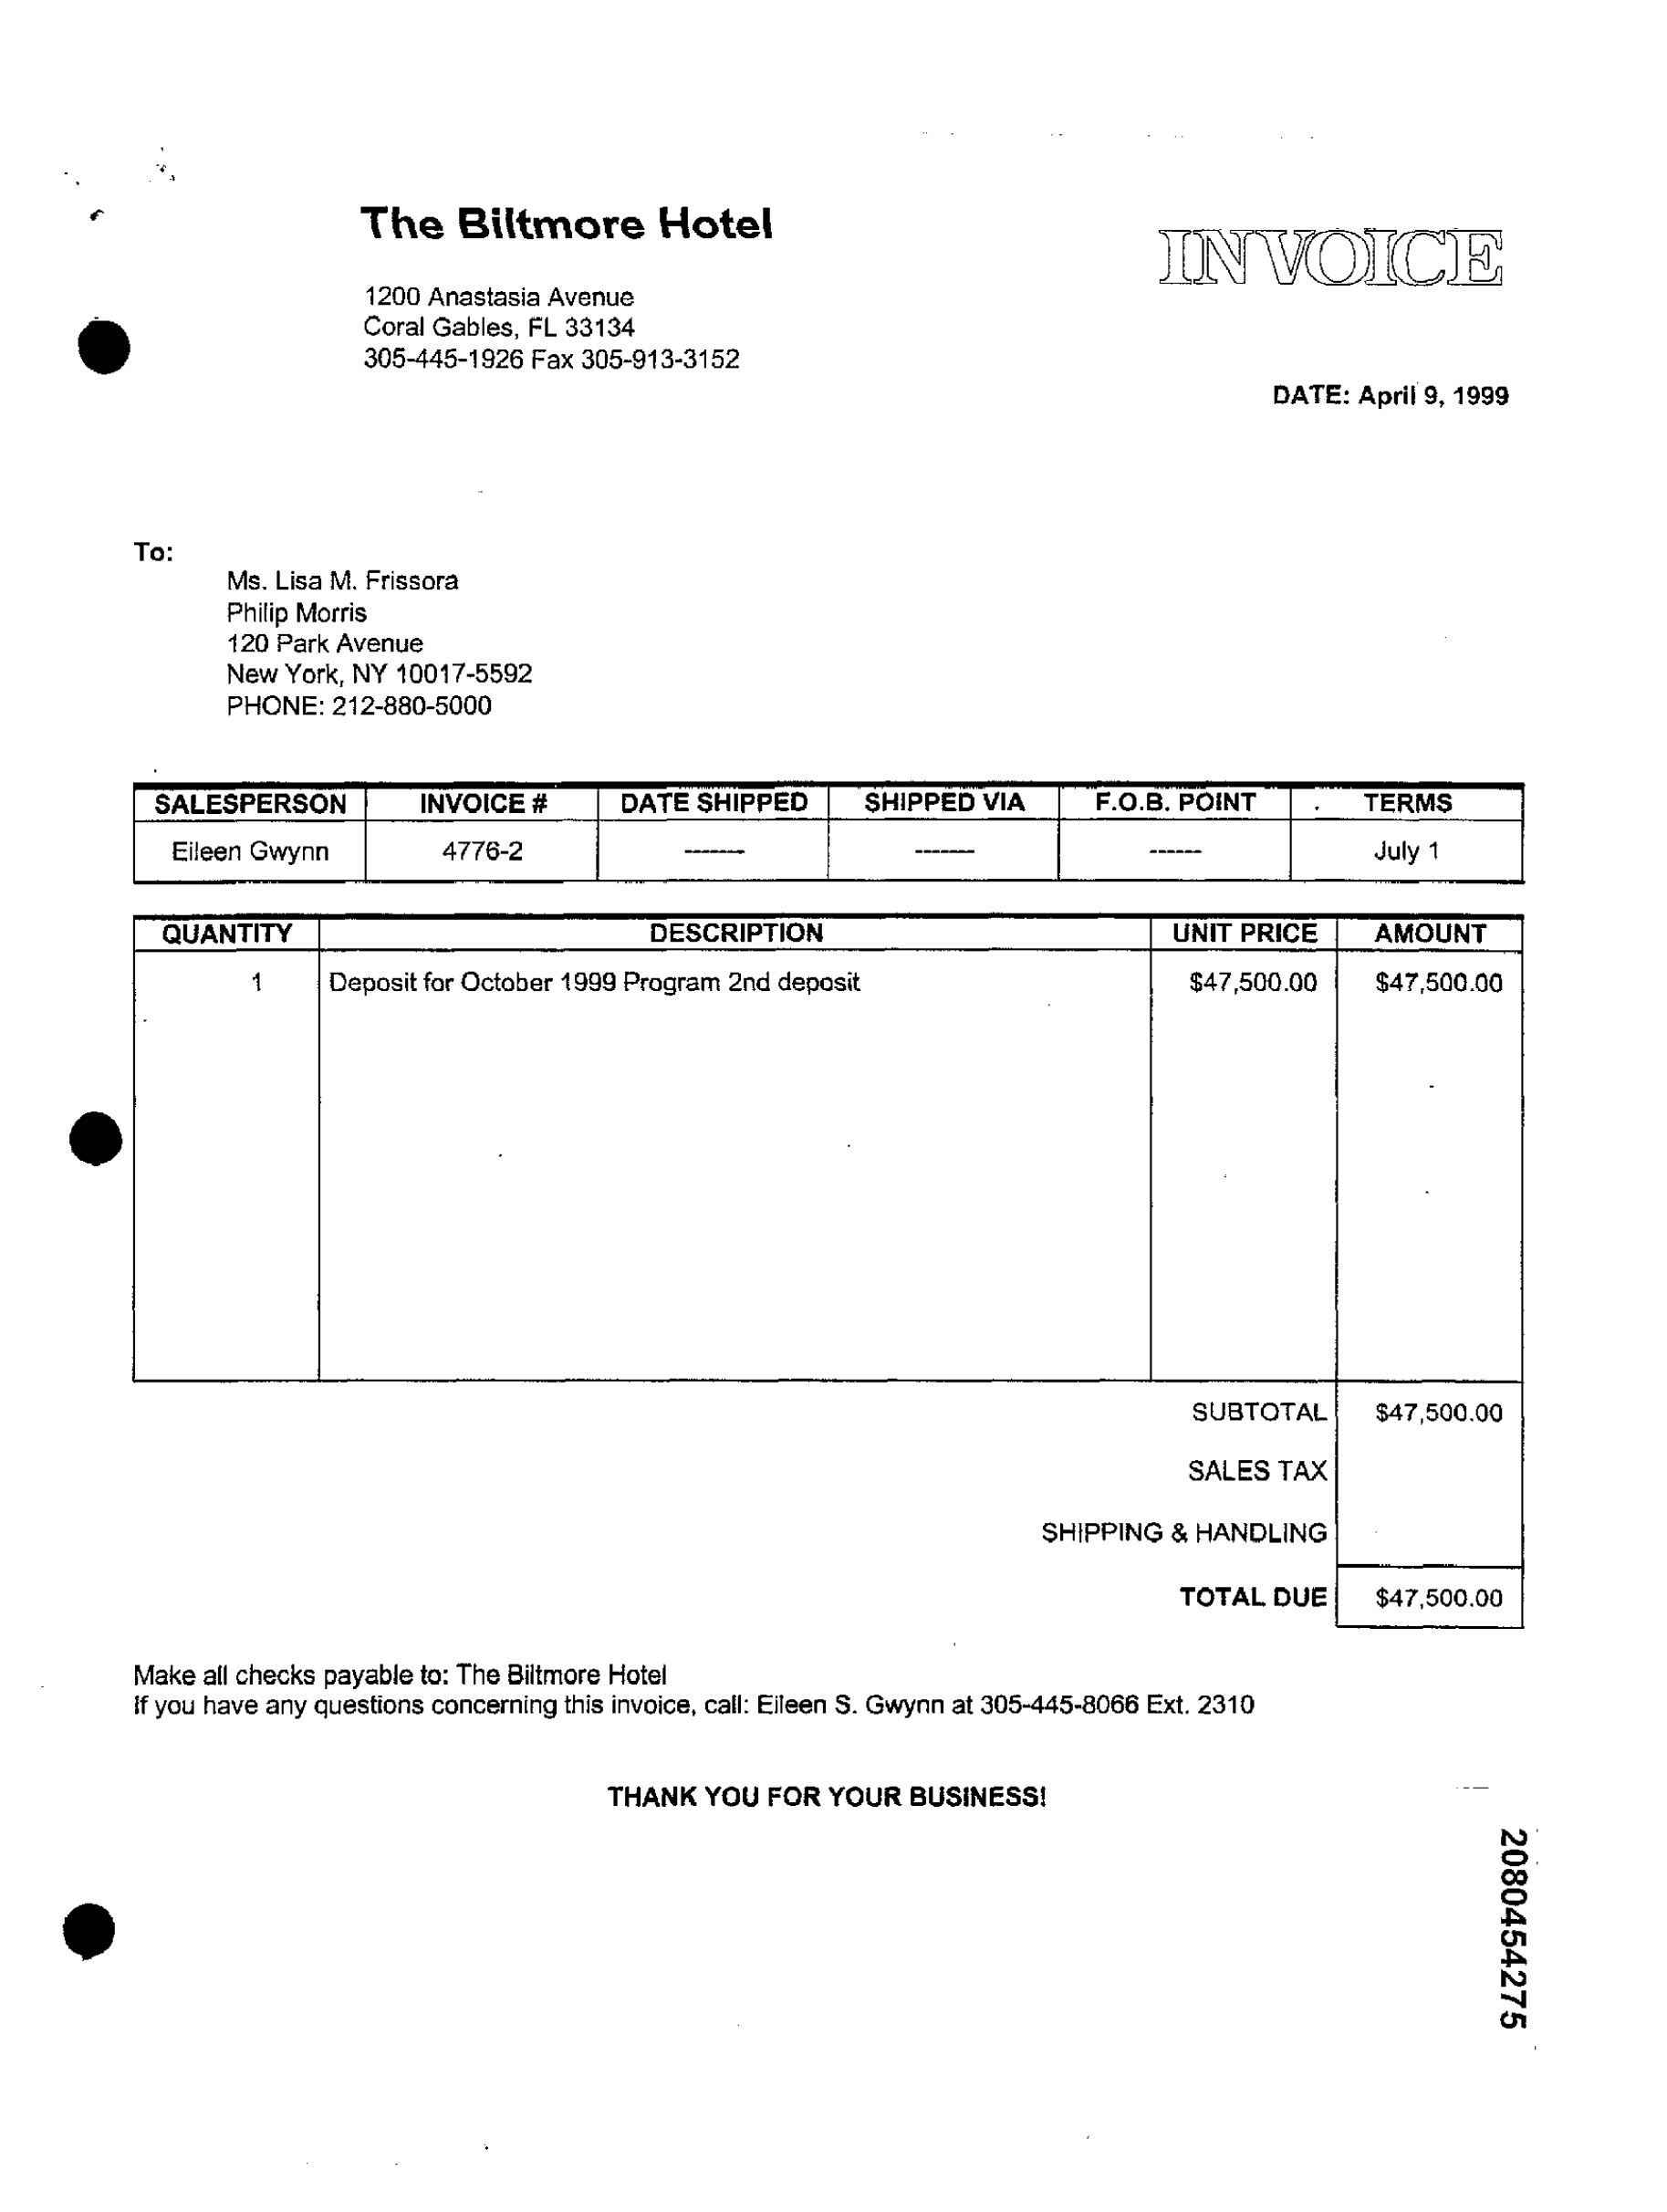 The Biltmore Hotel
INVOICE
1200 Anastasia Avenue
Coral Gables, FL 33134
305-445-1926 Fax 305-913-3152
DATE: April 9, 1999
To:
Ms. Lisa M. Frissora
Philip Morris
120 Park Avenue
New York, NY 10017-5592
PHONE: 212-880-5000
SALESPERSON INVOICE # DATE SHIPPED SHIPPED VIA F.O.B. POINT TERMS
Eileen Gwynn 4776-2 ------- ------- ------ July 1
QUANTITY DESCRIPTION UNIT PRICE AMOUNT
1 Deposit for October 1999 Program 2nd deposit $47,500.00 $47,500.00
SUBTOTAL $47,500.00
SALES TAX
SHIPPING & HANDLING
TOTAL DUE $47,500.00
Make all checks payable to: The Biltmore Hotel
If you have any questions concerning this invoice, call: Eileen S. Gwynn at 305-445-8066 Ext. 2310
THANK YOU FOR YOUR BUSINESS!
2080454275